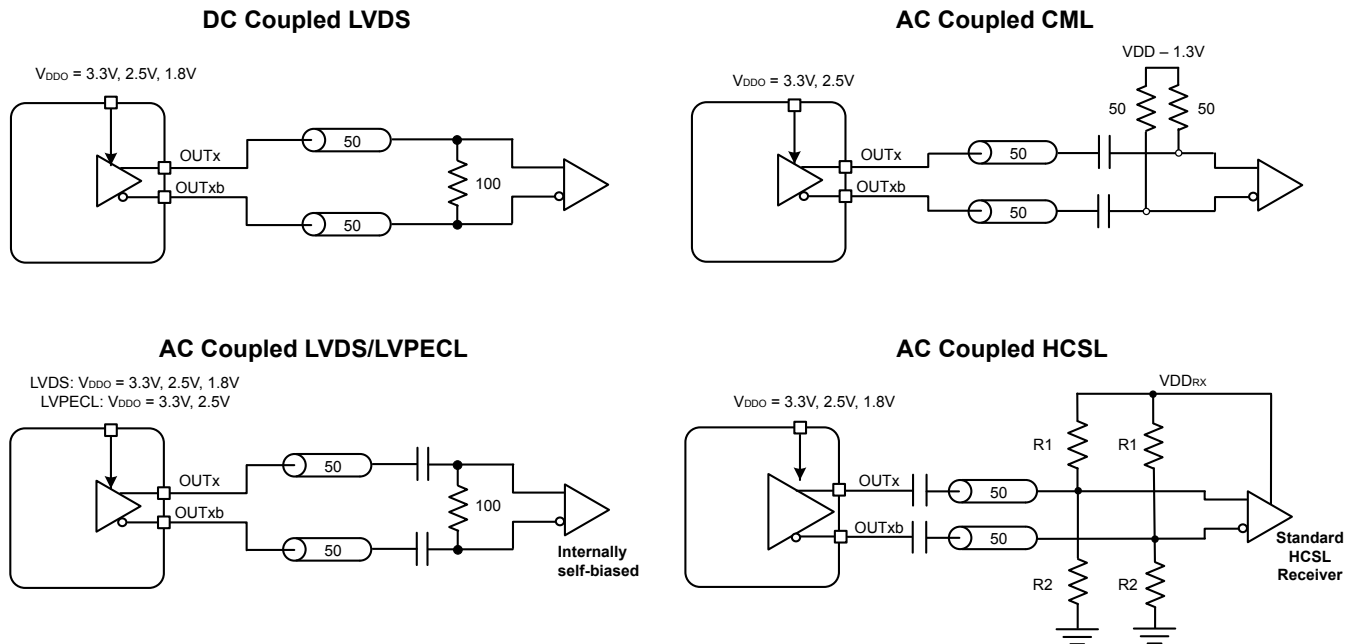 DC Coupled LVDS
VDDO = 3.3V, 2.5V, 1.8V
50
OUTx
OUTxb
100
50
AC Coupled CML
VDD – 1.3V
VDDO = 3.3V, 2.5V
50
50
OUTx
50
OUTxb
50
AC Coupled LVDS/LVPECL
LVDS: VDDO = 3.3V, 2.5V, 1.8V
LVPECL: VDDO = 3.3V, 2.5V
50
OUTx
OUTxb
100
50
Internally
self-biased
AC Coupled HCSL
VDDRX
VDDO = 3.3V, 2.5V, 1.8V
R1
R1
OUTx
50
OUTxb
50
Standard
HCSL
Receiver
R2
R2